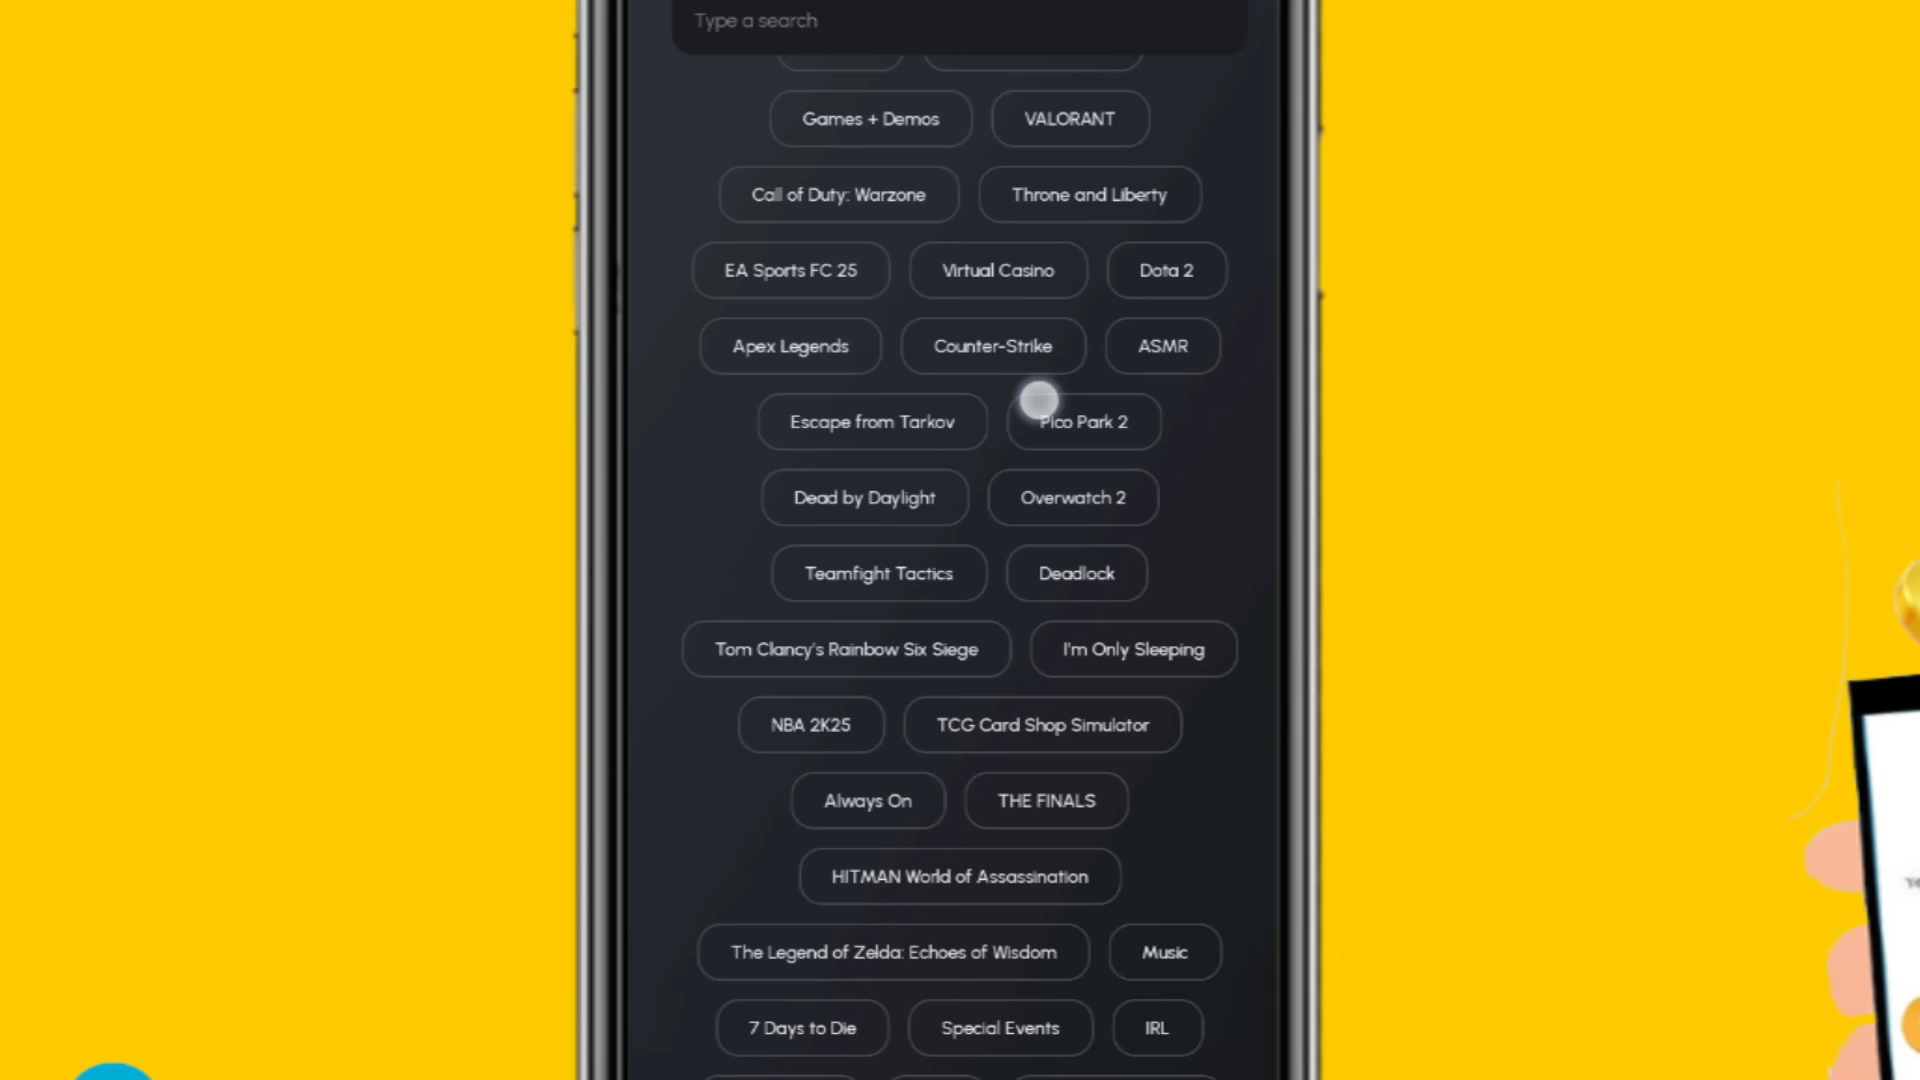 Type a search
Games + Demos VALORANT
Call of Duty: Warzone Throne and Liberty
EA Sports FC 25 Virtual Casino Dota 2
Apex Legends Counter-Strike ASMR
Escape from Tarkov Pico Park 2
Dead by Daylight Overwatch 2
Teamfight Tactics Deadlock
Tom Clancy's Rainbow Six Siege I'm Only Sleeping
NBA 2K25 TCG Card Shop Simulator
Always On THE FINALS
HITMAN World of Assassination
The Legend of Zelda: Echoes of Wisdom Music
7 Days to Die Special Events IRL